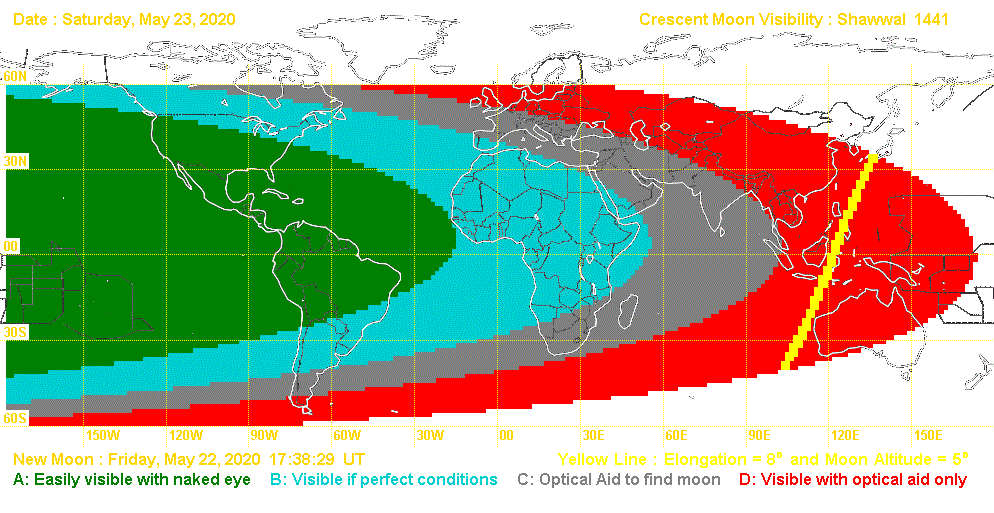 Date : Saturday, May 23, 2020
Crescent Moon Visibility : Shawwal 1441
60N
30N
00
30S
60S
150W 120W 90W 60W 30W 00 30E 60E 90E 120E 150E
New Moon : Friday, May 22, 2020 17:38:29 UT
Yellow Line : Elongation = 8° and Moon Altitude = 5°
A: Easily visible with naked eye B: Visible if perfect conditions C: Optical Aid to find moon D: Visible with optical aid only